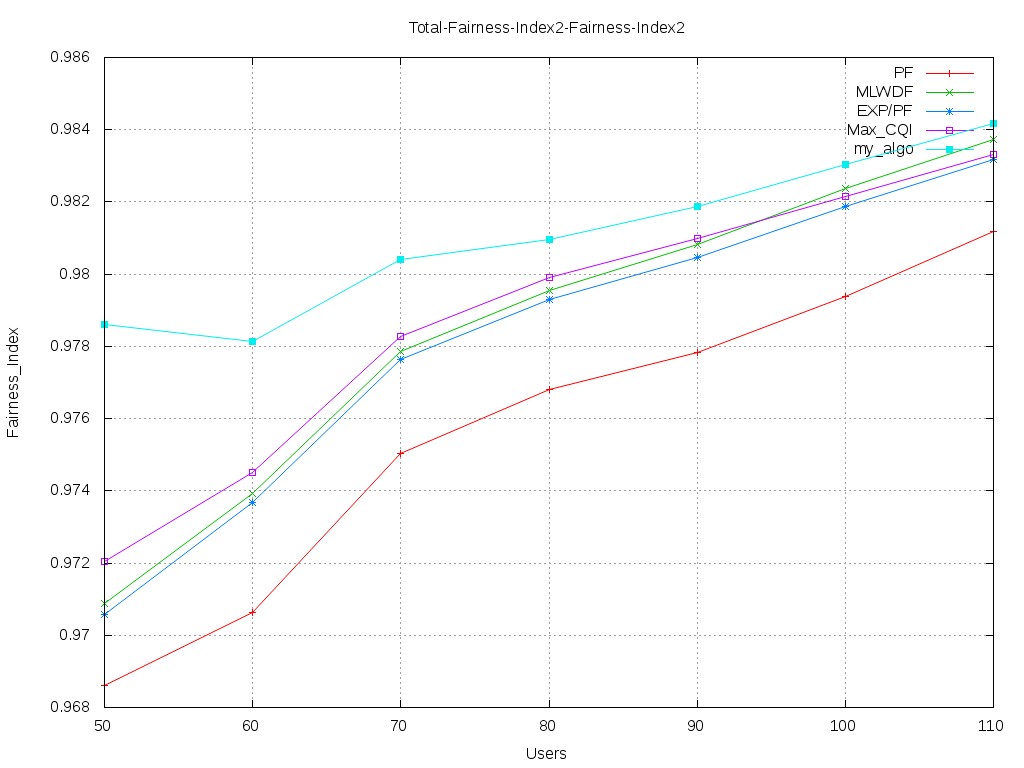 Total-Fairness-Index2-Fairness-Index2
0.986
0.984
0.982
0.98
0.978
0.976
0.974
0.972
0.97
0.968
Fairness_Index
PF
MLWDF
EXP/PF
Max_CQI
my_algo
50 60 70 80 90 100 110
Users